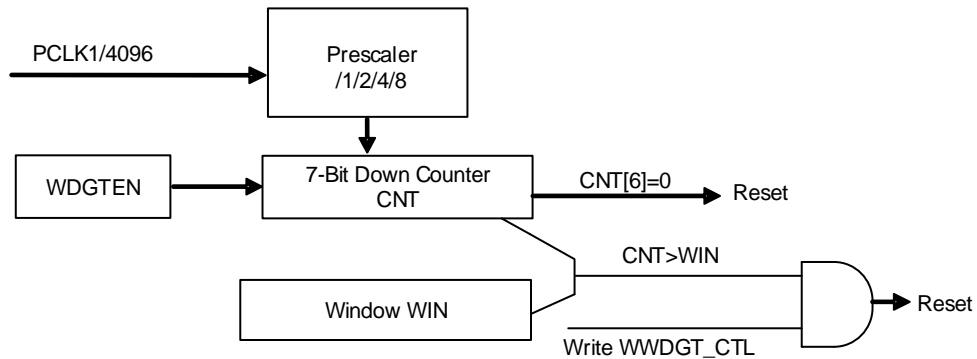 PCLK1/4096
Prescaler
/1/2/4/8
WDGTEN
7-Bit Down Counter
CNT
CNT[6]=0
Reset
CNT>WIN
Window WIN
Reset
Write WWDGT_CTL